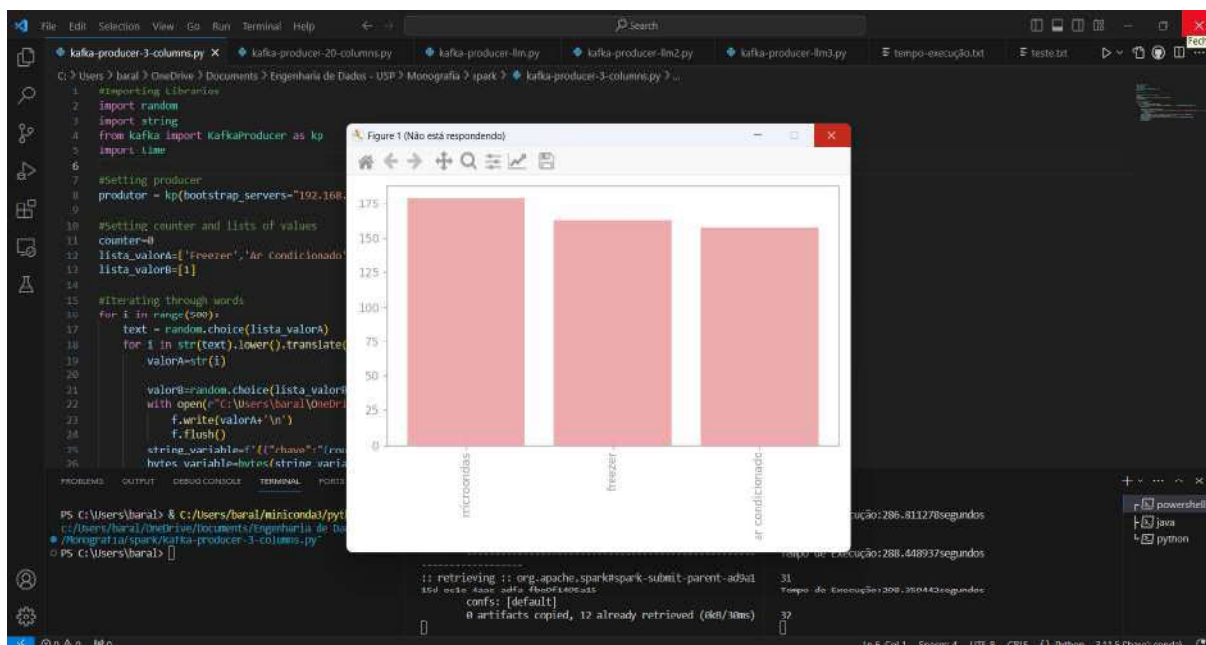 File Edit Selection View Go Run Terminal Help
Search
Fech
kafka-producer-3-columns.py
kafka-producer-20-columns.py
kafka-producer-llm.py
kafka-producer-llm2.py
kafka-producer-llm3.py
tempo-execução.txt
teste.txt
C: > Users > baral > OneDrive > Documents > Engenharia de Dados - USP > Monografia > spark > kafka-producer-3-columns.py > ...
1 #Importing Libraries
2 import random
3 import string
4 from kafka import KafkaProducer as kp
5 import time
6
7 #Setting producer
8 produtor = kp(bootstrap_servers="192.168.
9
10 #Setting counter and lists of values
11 counter=0
12 lista_valorA=['Freezer','Ar Condicionado'
13 lista_valorB=[1]
14
15 #Iterating through words
16 for i in range(500):
17 text = random.choice(lista_valorA)
18 for i in str(text).lower().translate(
19 valorA=str(i)
20
21 valorB=random.choice(lista_valorB
22 with open(r"C:\Users\baral\OneDri
23 f.write(valorA+'\n')
24 f.flush()
25 string_variable=f'{{"chave":"{cou
26 bytes_variable=bytes(string_varia
Figure 1 (Não está respondendo)
175
150
125
100
75
50
25
0
microondas
freezer
ar condicionado
PROBLEMS OUTPUT DEBUG CONSOLE TERMINAL PORTS
PS C:\Users\baral> & C:/Users/baral/miniconda3/pyt
c:/Users/baral/OneDrive/Documents/Engenharia de Da
/Monografia/spark/kafka-producer-3-columns.py"
PS C:\Users\baral>
:: retrieving :: org.apache.spark#spark-submit-parent-ad9a1
confs: [default]
0 artifacts copied, 12 already retrieved (0kB/30ms)
ução:286.811278segundos
Tempo de Execução:288.448937segundos
31
32
powershell
java
python